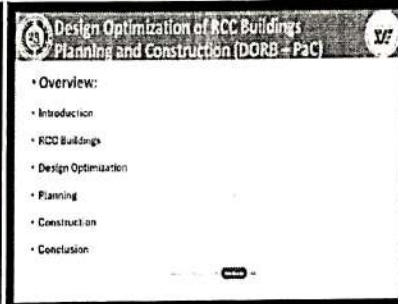 Design Optimization of RCC Buildings
Planning and Construction (DORB – PaC)
• Overview:
• Introduction
• RCC Buildings
• Design Optimization
• Planning
• Construction
• Conclusion